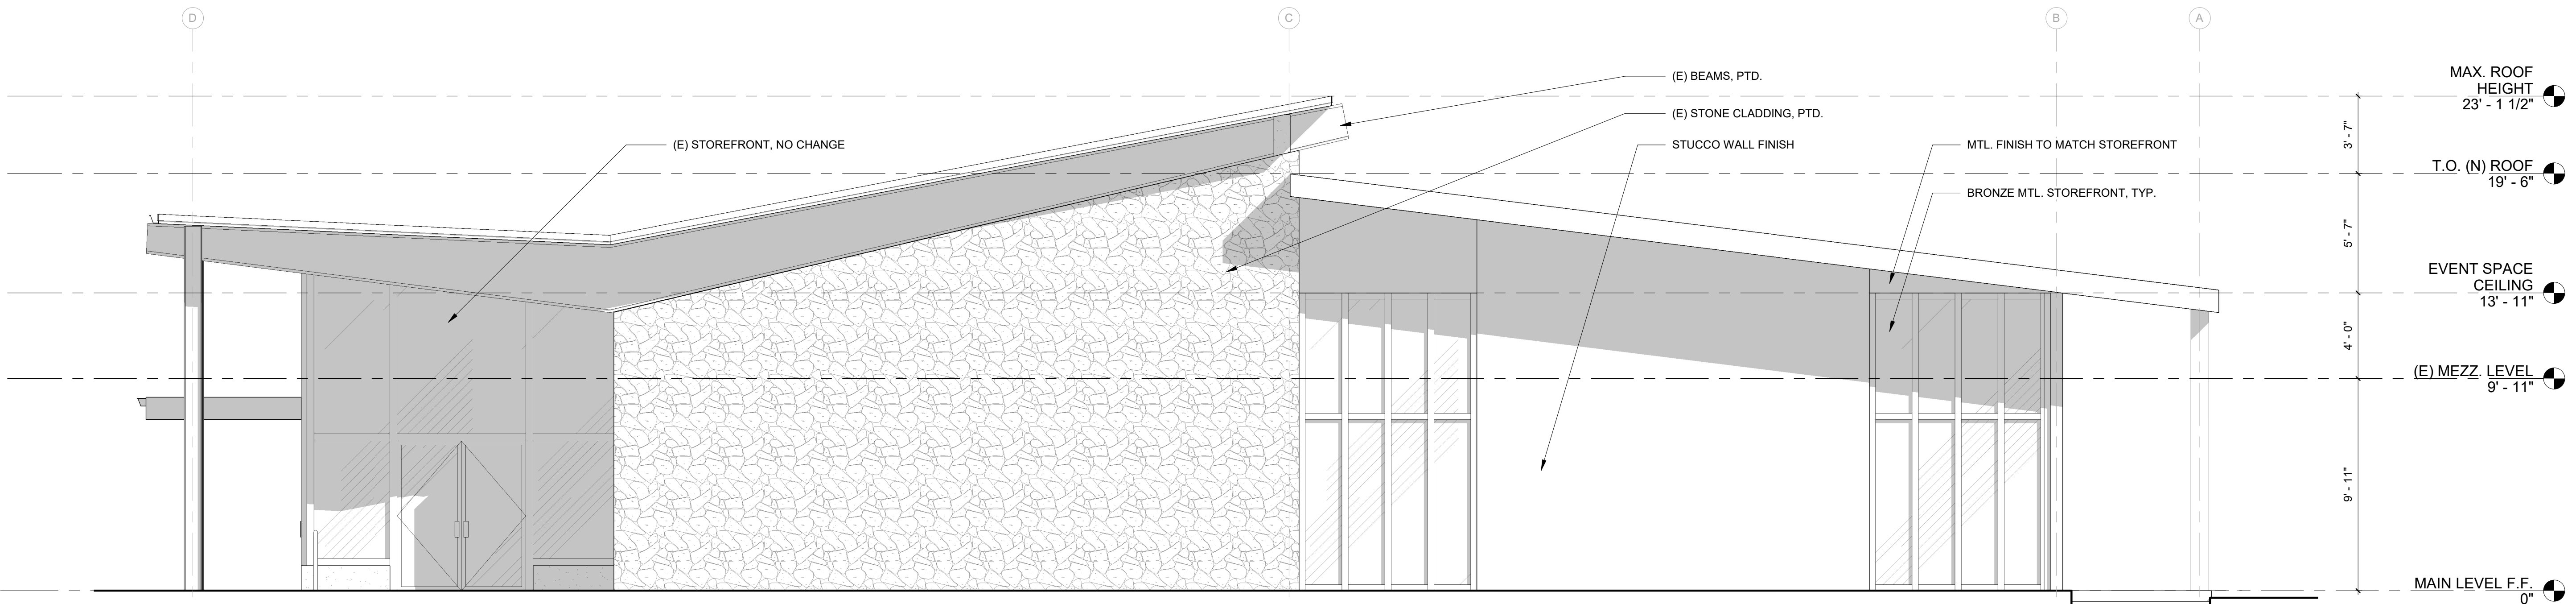 D
C
B
A
(E) BEAMS, PTD.
(E) STONE CLADDING, PTD.
(E) STOREFRONT, NO CHANGE
STUCCO WALL FINISH
MTL. FINISH TO MATCH STOREFRONT
BRONZE MTL. STOREFRONT, TYP.
3' - 7"
5' - 7"
4' - 0"
9' - 11"
MAX. ROOF
HEIGHT
23' - 1 1/2"
T.O. (N) ROOF
19' - 6"
EVENT SPACE
CEILING
13' - 11"
(E) MEZZ. LEVEL
9' - 11"
MAIN LEVEL F.F.
0"